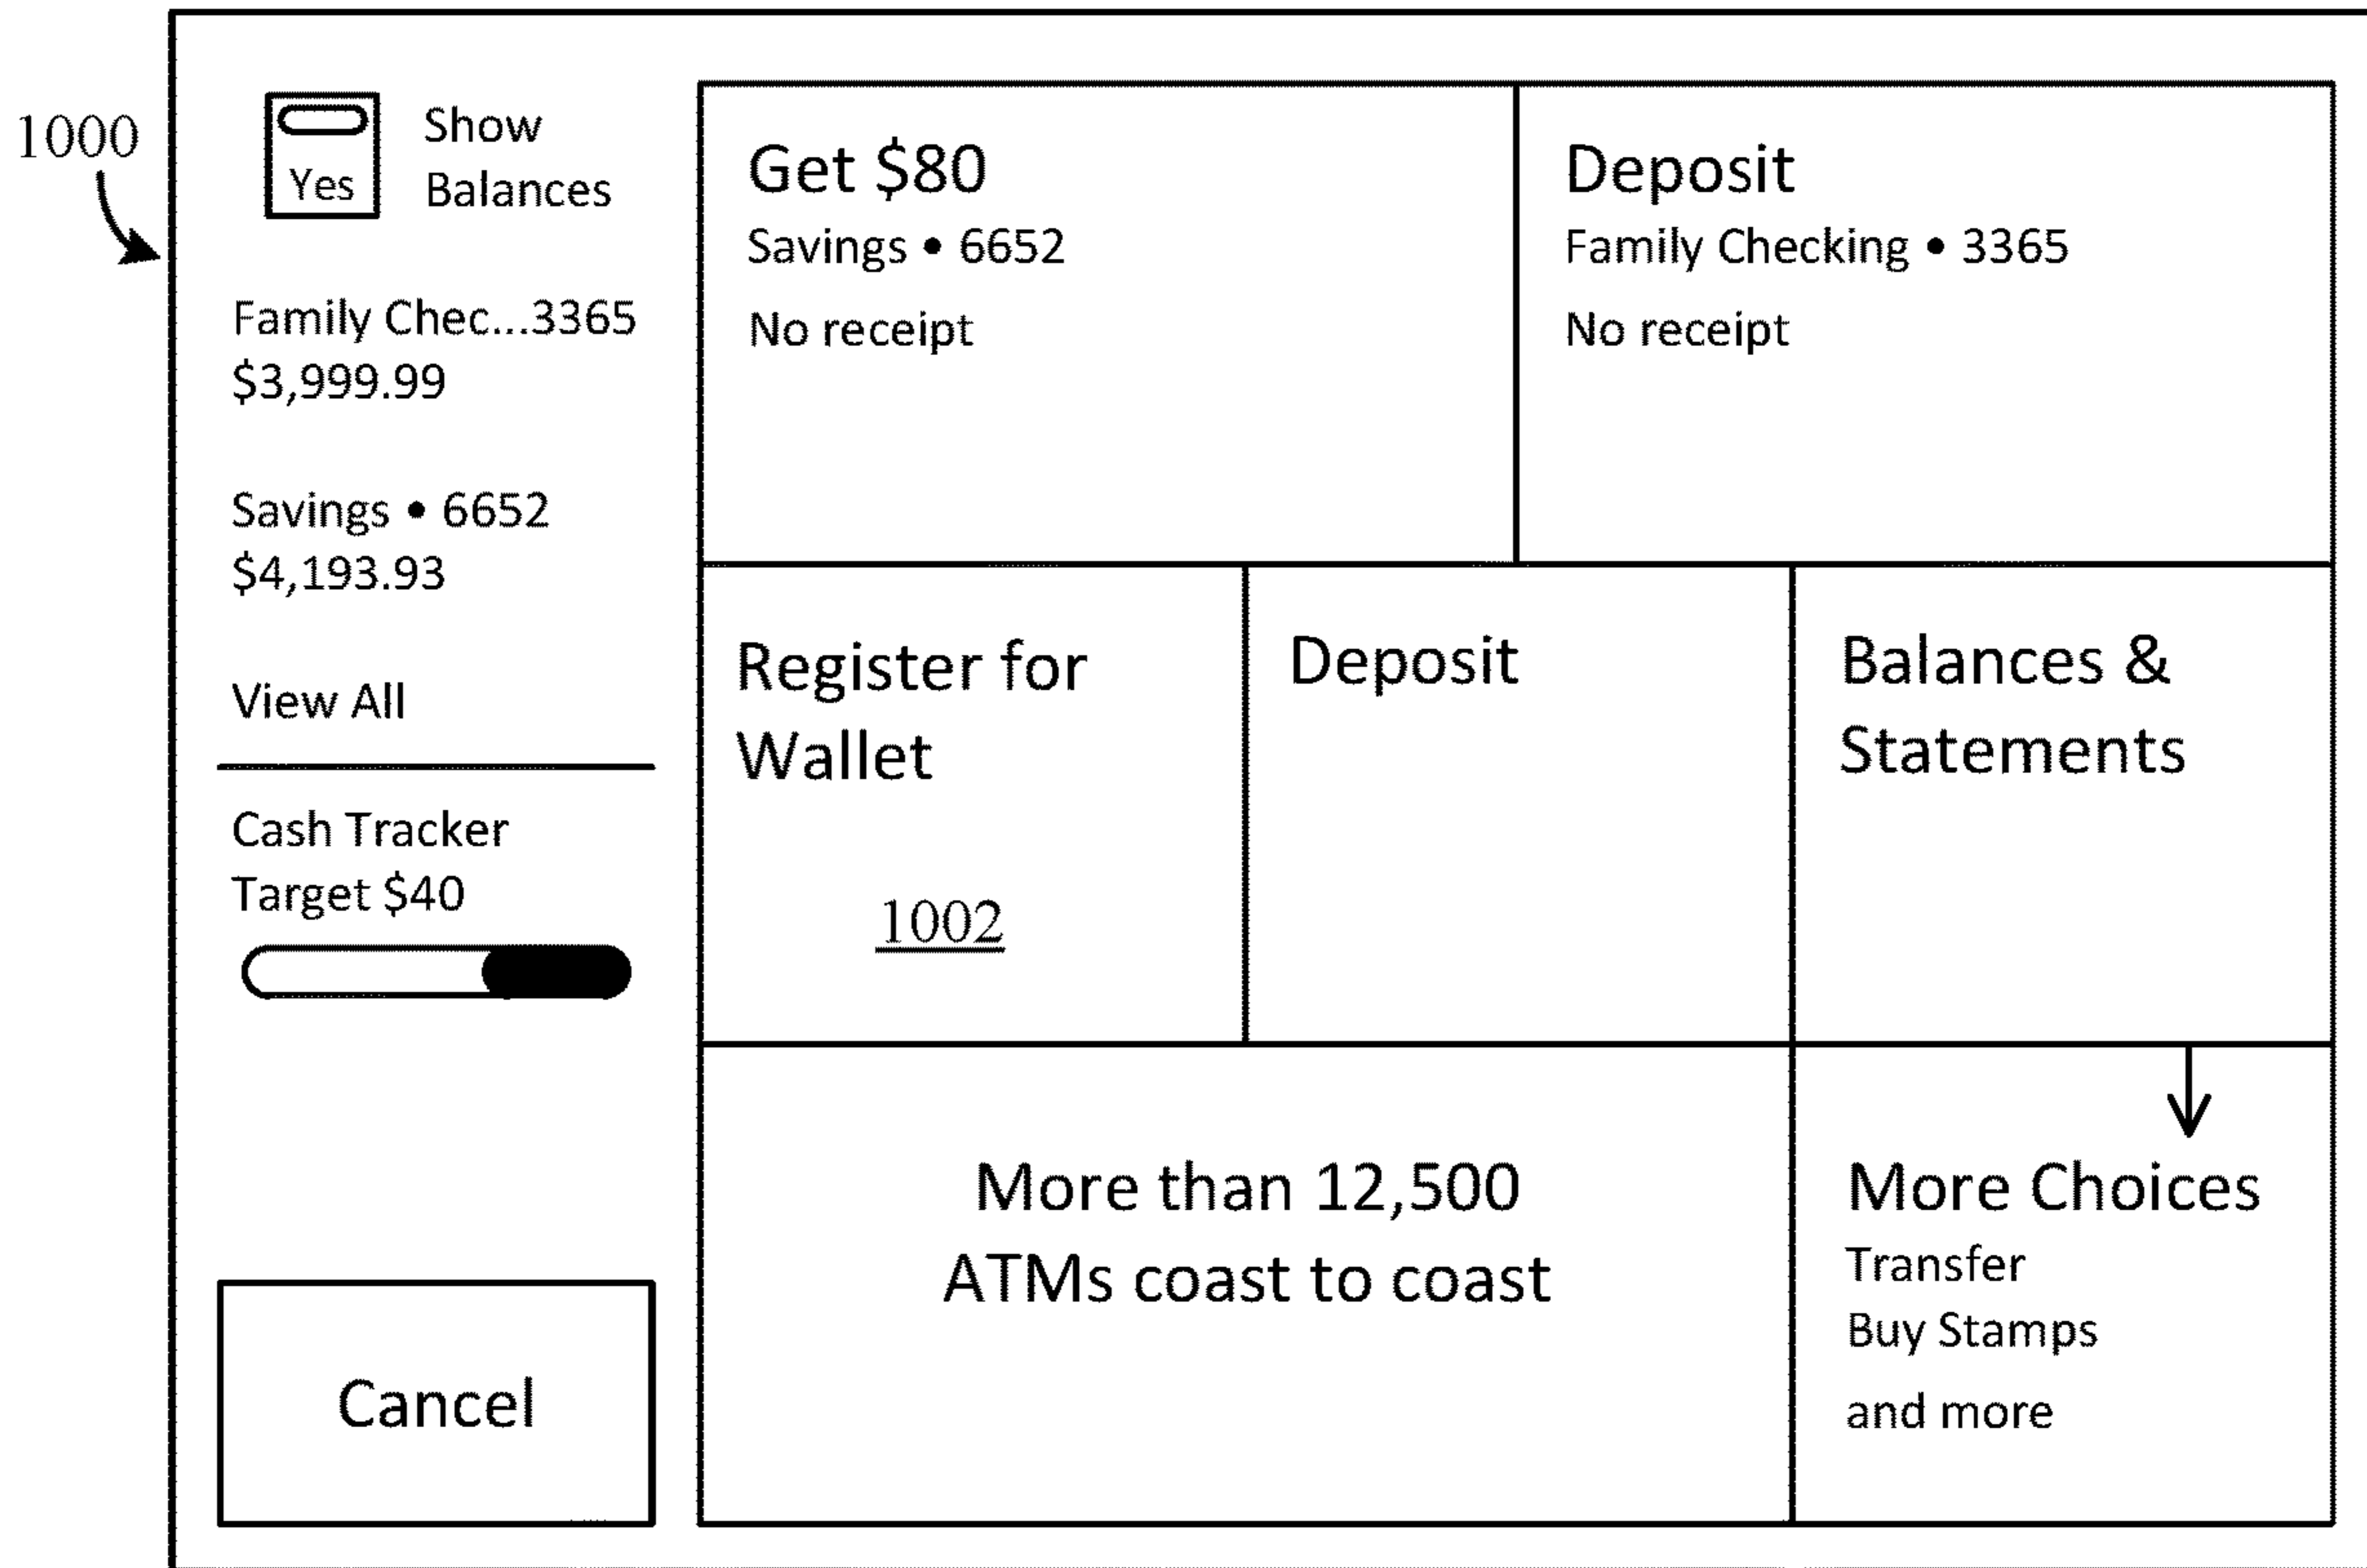 1000
Yes
Show
Balances
Family Chec...3365
$3,999.99
Savings • 6652
$4,193.93
View All
Cash Tracker
Target $40
Cancel
Get $80
Savings • 6652
No receipt
Deposit
Family Checking • 3365
No receipt
Register for
Wallet
1002
Deposit
Balances &
Statements
More than 12,500
ATMs coast to coast
More Choices
Transfer
Buy Stamps
and more